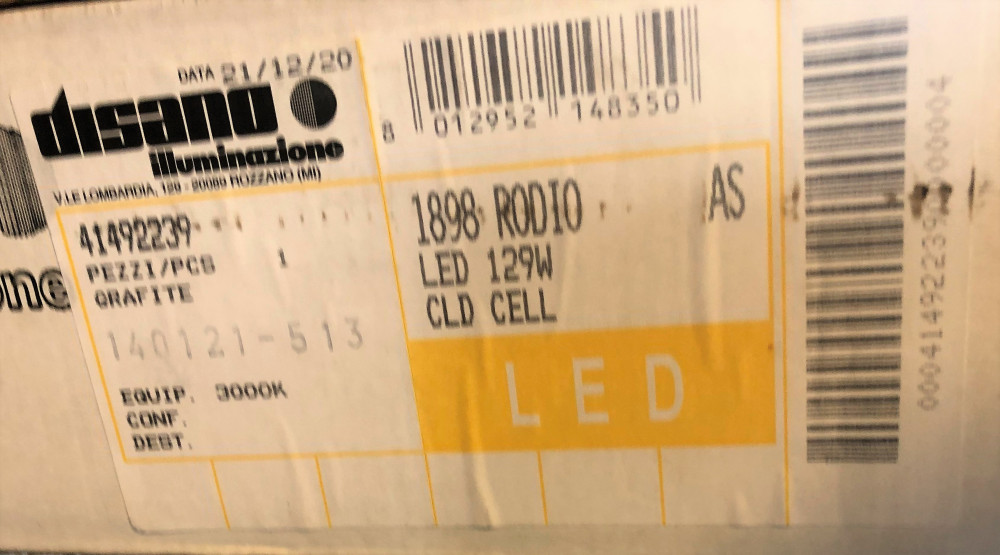 DATA 21/12/20
disano
illuminazione
V.LE LOMBARDIA, 129 - 20089 ROZZANO (MI)
8 012952 148350
41492239
PEZZI/PCS 1
GRAFITE
140121-513
EQUIP. 3000K
CONF.
DEST.
1898 RODIO AS
LED 129W
CLD CELL
LED
ne